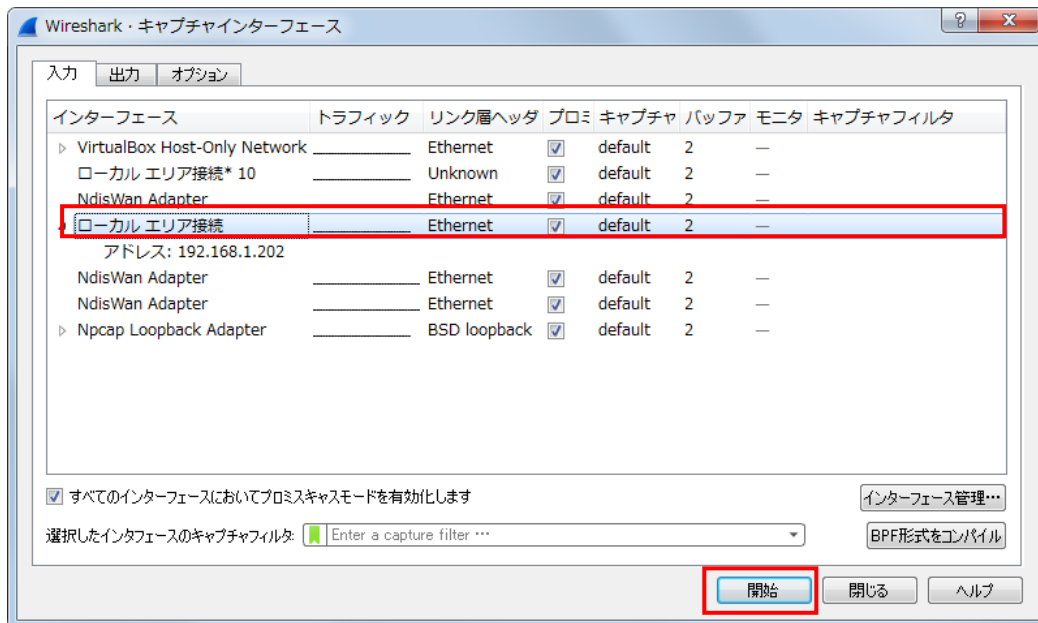 Wireshark · キャプチャインターフェース
入力 出力 オプション
インターフェース トラフィック リンク層ヘッダ プロミ キャプチャ バッファ モニタ キャプチャフィルタ
VirtualBox Host-Only Network Ethernet default 2 —
ローカル エリア接続* 10 Unknown default 2 —
NdisWan Adapter Ethernet default 2 —
ローカル エリア接続 Ethernet default 2 —
アドレス: 192.168.1.202
NdisWan Adapter Ethernet default 2 —
NdisWan Adapter Ethernet default 2 —
Npcap Loopback Adapter BSD loopback default 2 —
すべてのインターフェースにおいてプロミスキャスモードを有効化します
インターフェース管理…
選択したインタフェースのキャプチャフィルタ: Enter a capture filter …
BPF形式をコンパイル
開始 閉じる ヘルプ